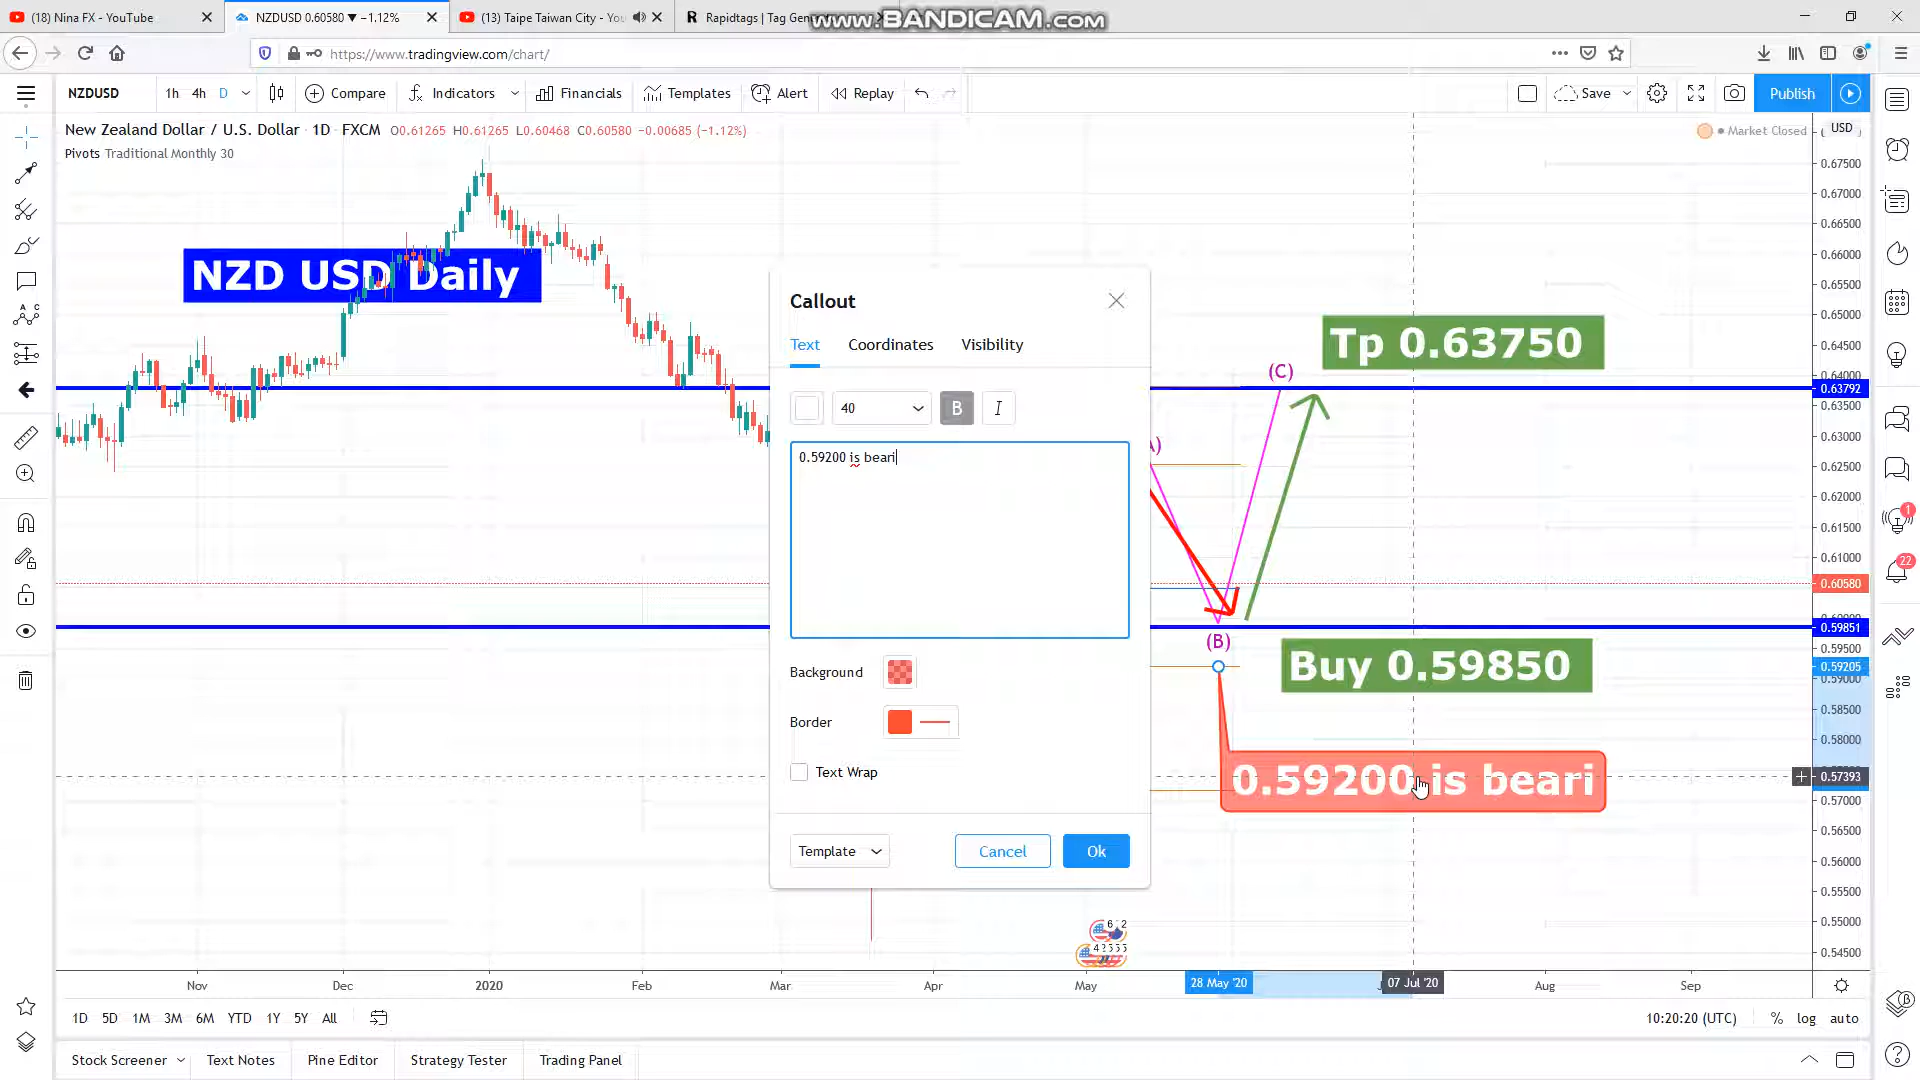 (18) Nina FX - YouTube
NZDUSD 0.60580 ▼ −1.12%
(13) Taipe Taiwan City - You
Rapidtags | Tag Gen
www.BANDICAM.com
https://www.tradingview.com/chart/
NZDUSD
1h 4h D
Compare
Indicators
Financials
Templates
Alert
Replay
Save
Publish
New Zealand Dollar / U.S. Dollar · 1D · FXCM O0.61265 H0.61265 L0.60468 C0.60580 −0.00685 (−1.12%)
Market Closed
USD
Pivots Traditional Monthly 30
NZD USD Daily
Callout
Text Coordinates Visibility
40
B
I
0.59200 is beari
Background
Border
Text Wrap
Template
Cancel
Ok
Tp 0.63750
(C)
A)
(B)
Buy 0.59850
0.59200 is beari
0.67500
0.67000
0.66500
0.66000
0.65500
0.65000
0.64500
0.64000
0.63792
0.63500
0.63000
0.62500
0.62000
0.61500
0.61000
0.60580
0.59851
0.59500
0.59205
0.59000
0.58500
0.58000
0.57393
0.57000
0.56500
0.56000
0.55500
0.55000
0.54500
1
22
Nov Dec 2020 Feb Mar Apr May 28 May '20 07 Jul '20 Aug Sep
1D 5D 1M 3M 6M YTD 1Y 5Y All
10:20:20 (UTC) % log auto
Stock Screener Text Notes Pine Editor Strategy Tester Trading Panel